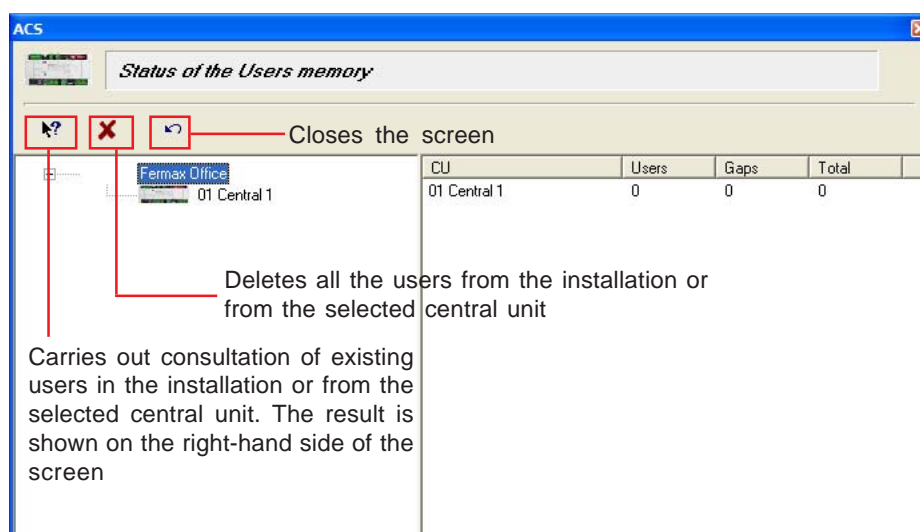 ACS
Status of the Users memory
Closes the screen
Fermax Office
01 Central 1
CU Users Gaps Total
01 Central 1 0 0 0
Deletes all the users from the installation or
from the selected central unit
Carries out consultation of existing
users in the installation or from the
selected central unit. The result is
shown on the right-hand side of the
screen